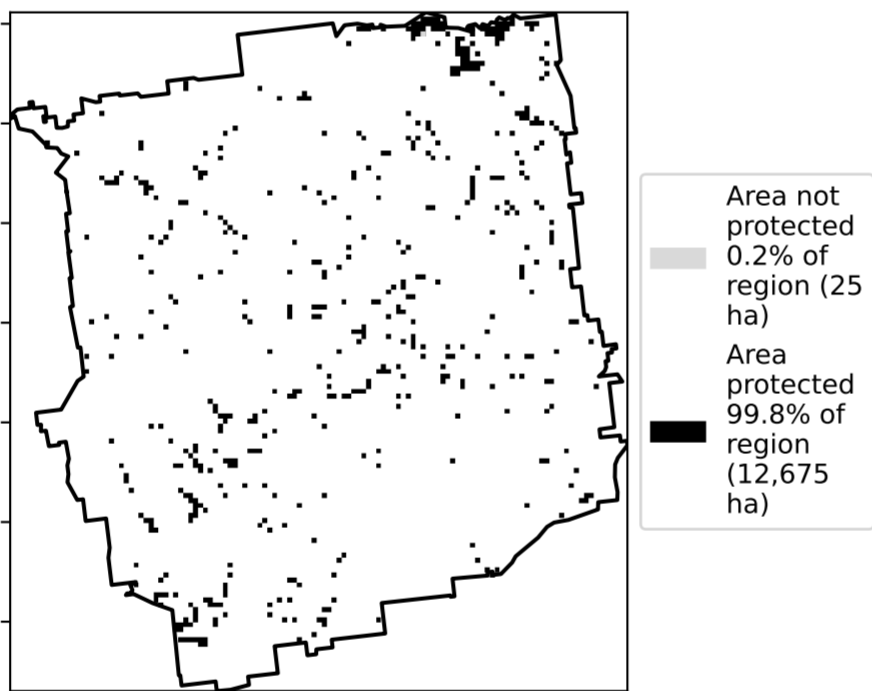 Area not
protected
0.2% of
region (25
ha)
Area
protected
99.8% of
region
(12,675
ha)